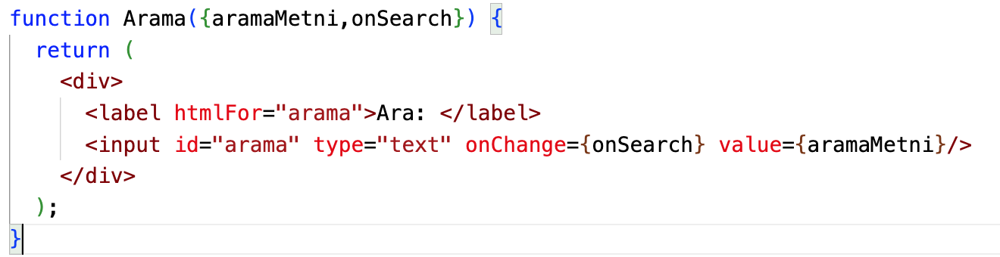 function Arama({aramaMetni,onSearch}) {
  return (
    <div>
      <label htmlFor="arama">Ara: </label>
      <input id="arama" type="text" onChange={onSearch} value={aramaMetni}/>
    </div>
  );
}